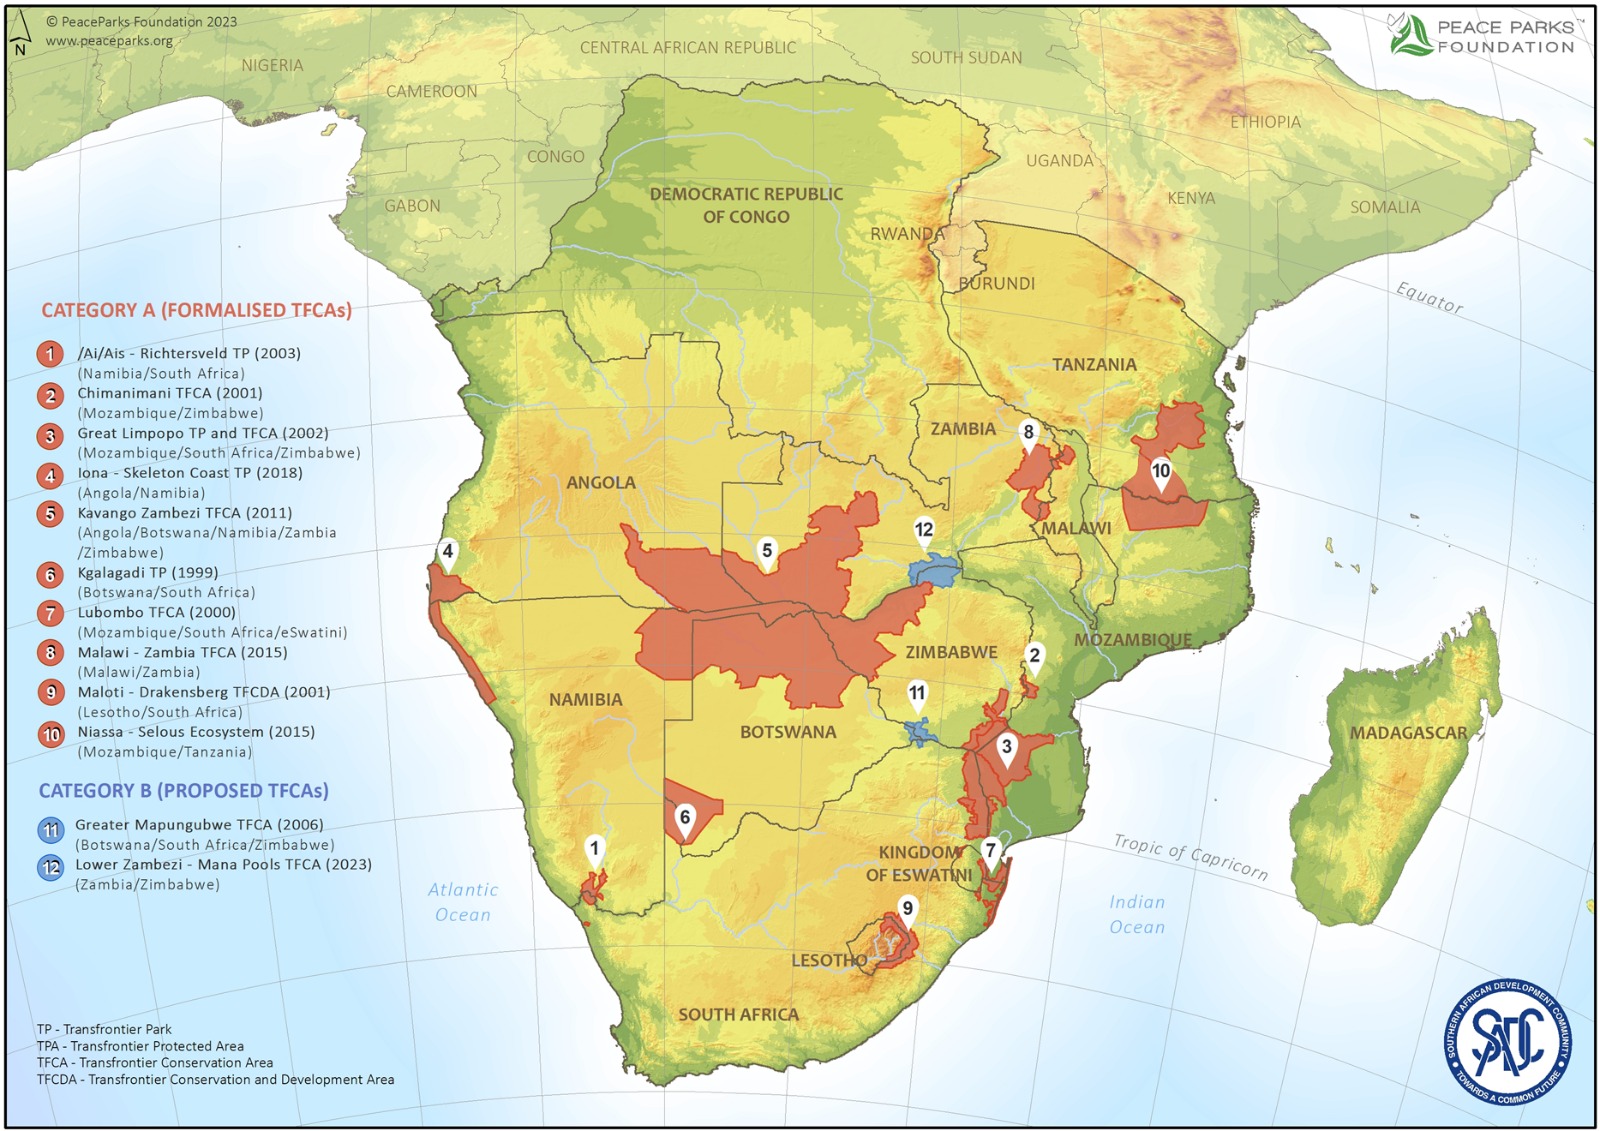 © PeaceParks Foundation 2023
www.peaceparks.org
N
PEACE PARKS™
FOUNDATION
NIGERIA
CENTRAL AFRICAN REPUBLIC
SOUTH SUDAN
CAMEROON
ETHIOPIA
CONGO
UGANDA
GABON
DEMOCRATIC REPUBLIC
OF CONGO
KENYA
SOMALIA
RWANDA
BURUNDI
Equator
CATEGORY A (FORMALISED TFCAs)
1 /Ai/Ais - Richtersveld TP (2003)
(Namibia/South Africa)
2 Chimanimani TFCA (2001)
(Mozambique/Zimbabwe)
3 Great Limpopo TP and TFCA (2002)
(Mozambique/South Africa/Zimbabwe)
4 Iona - Skeleton Coast TP (2018)
(Angola/Namibia)
5 Kavango Zambezi TFCA (2011)
(Angola/Botswana/Namibia/Zambia
/Zimbabwe)
6 Kgalagadi TP (1999)
(Botswana/South Africa)
7 Lubombo TFCA (2000)
(Mozambique/South Africa/eSwatini)
8 Malawi - Zambia TFCA (2015)
(Malawi/Zambia)
9 Maloti - Drakensberg TFCDA (2001)
(Lesotho/South Africa)
10 Niassa - Selous Ecosystem (2015)
(Mozambique/Tanzania)
CATEGORY B (PROPOSED TFCAs)
11 Greater Mapungubwe TFCA (2006)
(Botswana/South Africa/Zimbabwe)
12 Lower Zambezi - Mana Pools TFCA (2023)
(Zambia/Zimbabwe)
TANZANIA
ZAMBIA
8
10
ANGOLA
MALAWI
12
4
5
MOZAMBIQUE
ZIMBABWE
2
NAMIBIA
11
BOTSWANA
3
MADAGASCAR
6
1
KINGDOM
OF ESWATINI
7
Tropic of Capricorn
Atlantic
Ocean
9
Indian
Ocean
LESOTHO
SOUTH AFRICA
TP - Transfrontier Park
TPA - Transfrontier Protected Area
TFCA - Transfrontier Conservation Area
TFCDA - Transfrontier Conservation and Development Area
SOUTHERN AFRICAN DEVELOPMENT COMMUNITY
SADC
TOWARDS A COMMON FUTURE